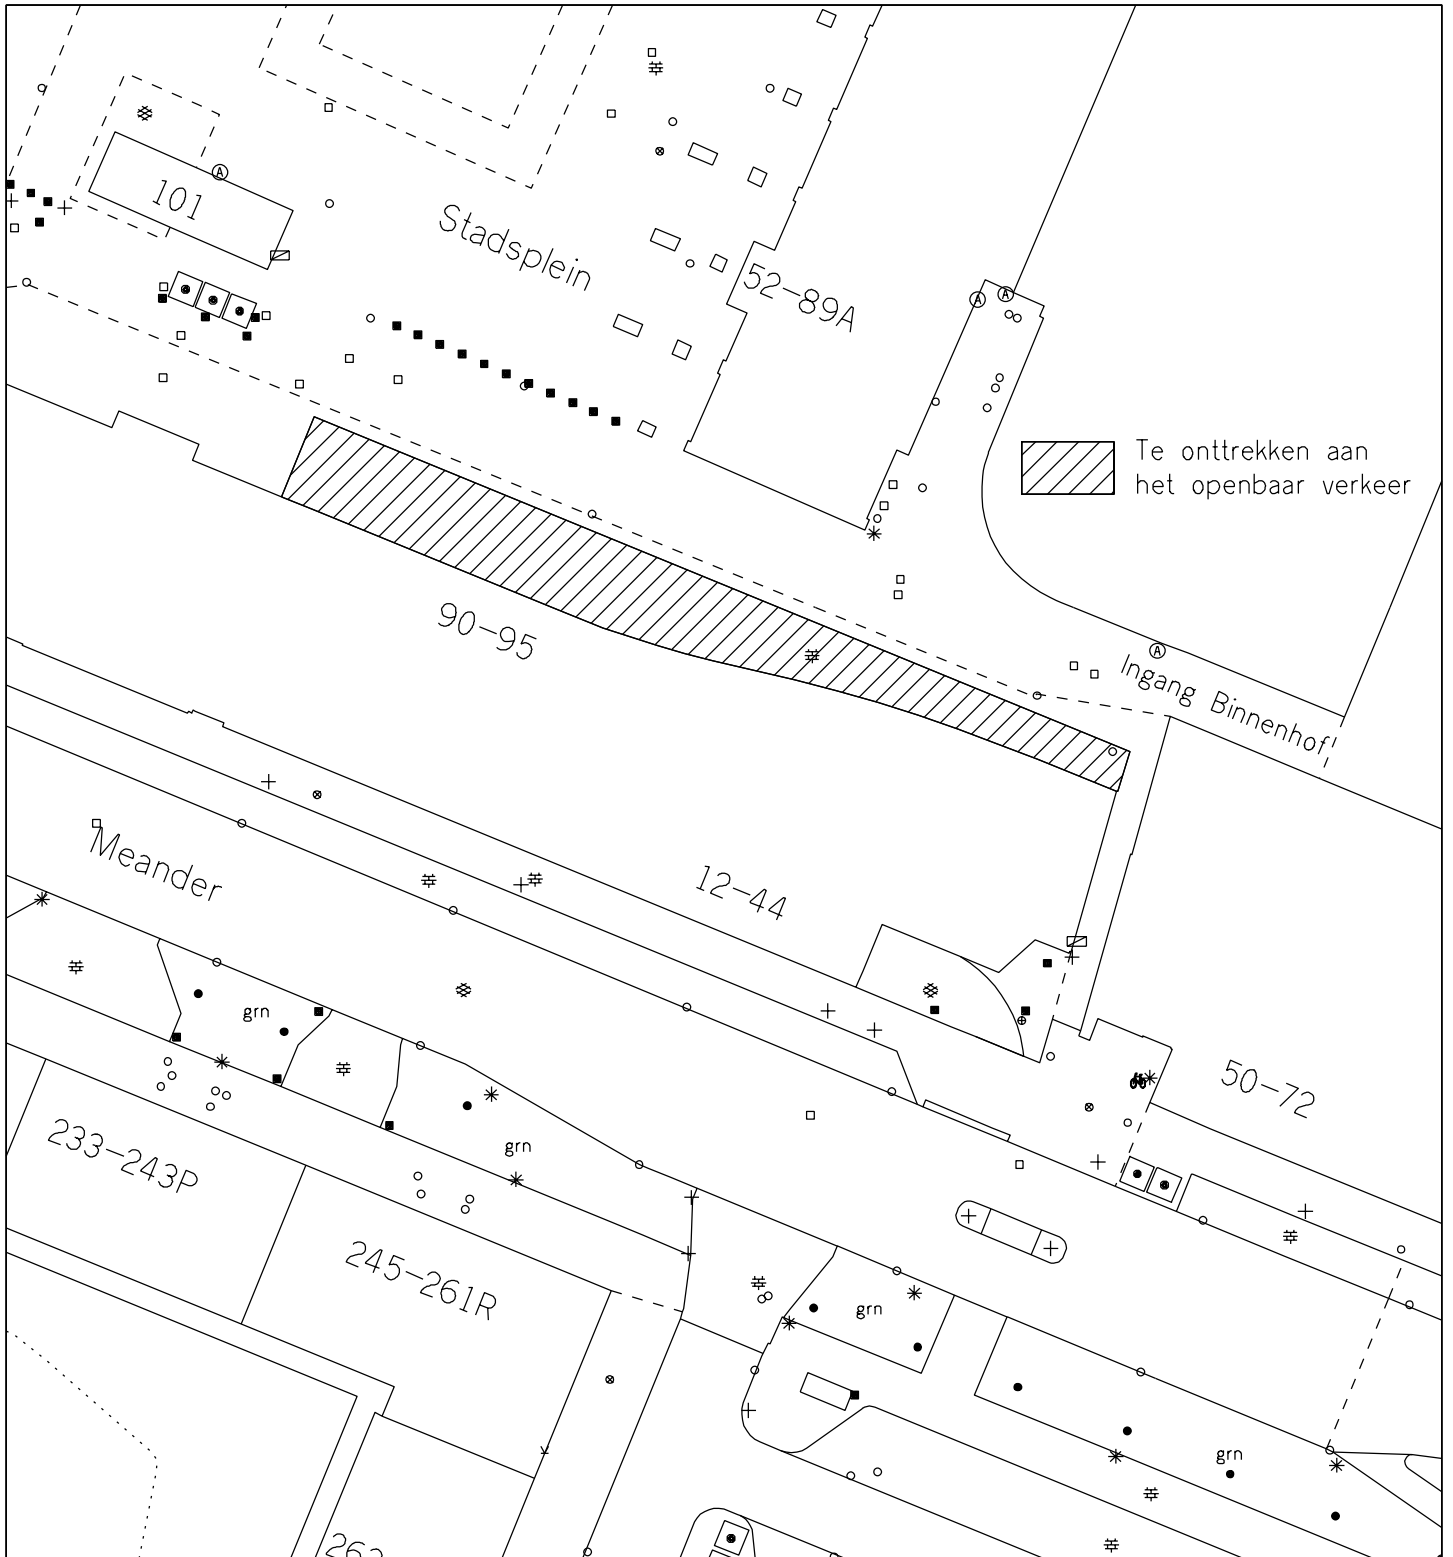 101
Stadsplein
52-89A
Te onttrekken aan
het openbaar verkeer
90-95
Ingang Binnenhof
Meander
12-44
grn
50-72
233-243P
grn
245-261R
grn
grn
A
A
A
A